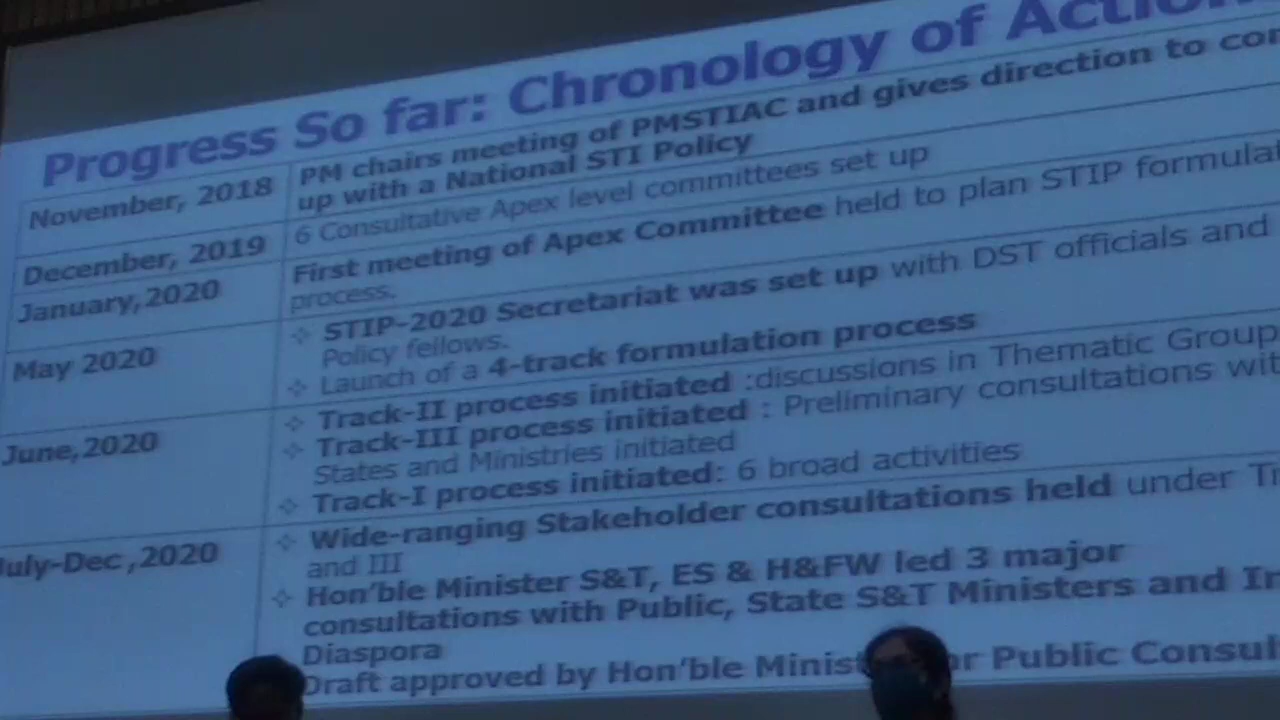 Progress So far: Chronology of Action
November, 2018
PM chairs meeting of PMSTIAC and gives direction to
up with a National STI Policy
December, 2019
6 Consultative Apex level committees set up
January,2020
First meeting of Apex Committee held to plan STIP
process.
May 2020
❖ STIP-2020 Secretariat was set up with DST officials and
Policy fellows.
❖ Launch of a 4-track formulation process
June,2020
❖ Track-II process initiated :discussions in Thematic Group
❖ Track-III process initiated : Preliminary consultations
States and Ministries initiated
❖ Track-I process initiated: 6 broad activities
July-Dec ,2020
❖ Wide-ranging Stakeholder consultations held under
and III
❖ Hon'ble Minister S&T, ES & H&FW led 3 major
consultations with Public, State S&T Ministers and
Diaspora
Draft approved by Hon'ble Public